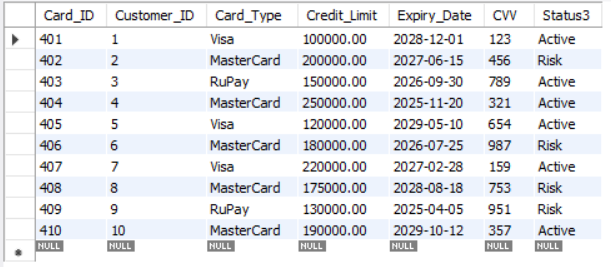 Card_ID Customer_ID Card_Type Credit_Limit Expiry_Date CVV Status3
401 1 Visa 100000.00 2028-12-01 123 Active
402 2 MasterCard 200000.00 2027-06-15 456 Risk
403 3 RuPay 150000.00 2026-09-30 789 Active
404 4 MasterCard 250000.00 2025-11-20 321 Active
405 5 Visa 120000.00 2029-05-10 654 Active
406 6 MasterCard 180000.00 2026-07-25 987 Risk
407 7 Visa 220000.00 2027-02-28 159 Active
408 8 MasterCard 175000.00 2028-08-18 753 Risk
409 9 RuPay 130000.00 2025-04-05 951 Risk
410 10 MasterCard 190000.00 2029-10-12 357 Active
NULL NULL NULL NULL NULL NULL NULL